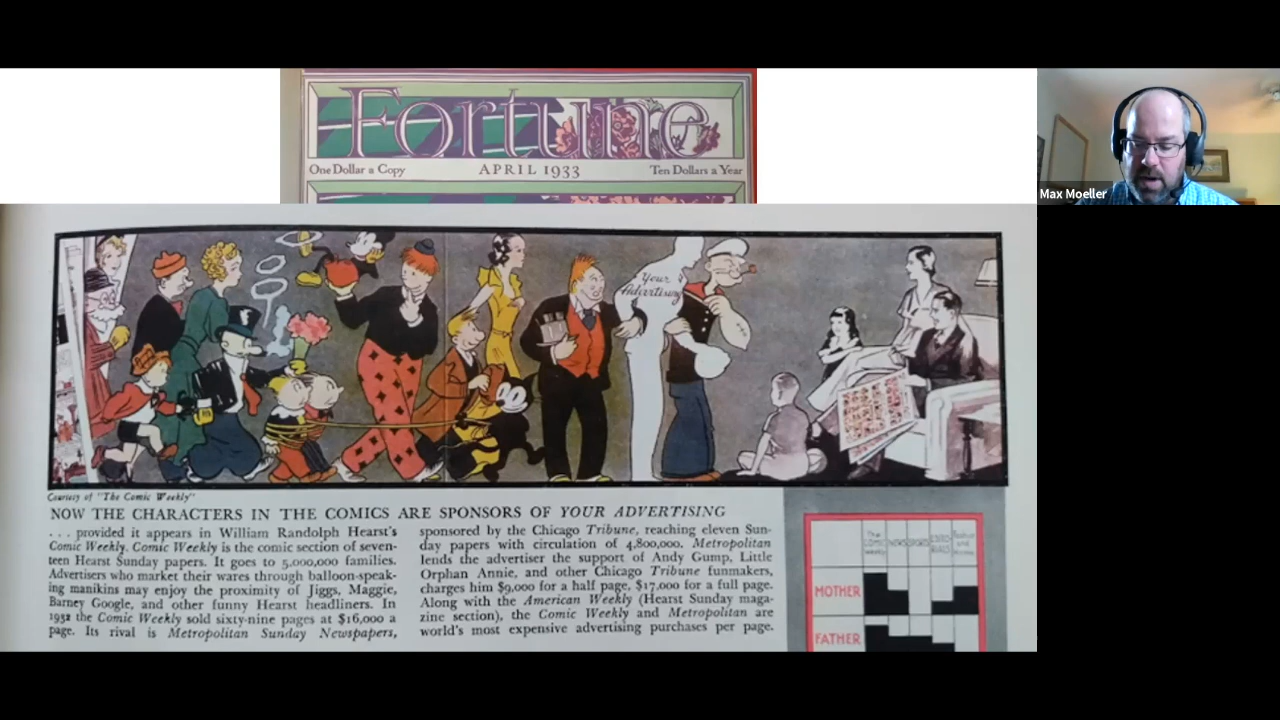 Fortune
One Dollar a Copy
APRIL 1933
Ten Dollars a Year
Max Moeller
Your
Advertising
Courtesy of "The Comic Weekly"
NOW THE CHARACTERS IN THE COMICS ARE SPONSORS OF YOUR ADVERTISING
. . . provided it appears in William Randolph Hearst's
Comic Weekly. Comic Weekly is the comic section of seven-
teen Hearst Sunday papers. It goes to 5,000,000 families.
Advertisers who market their wares through balloon-speak-
ing manikins may enjoy the proximity of Jiggs, Maggie,
Barney Google, and other funny Hearst headliners. In
1932 the Comic Weekly sold sixty-nine pages at $16,000 a
page. Its rival is Metropolitan Sunday Newspapers,
sponsored by the Chicago Tribune, reaching eleven Sun-
day papers with circulation of 4,800,000. Metropolitan
lends the advertiser the support of Andy Gump, Little
Orphan Annie, and other Chicago Tribune funmakers,
charges him $9,000 for a half page, $17,000 for a full page.
Along with the American Weekly (Hearst Sunday maga-
zine section), the Comic Weekly and Metropolitan are
world's most expensive advertising purchases per page.
The
COMIC
Weekly
NEWS
SPORTS
MOTHER
FATHER